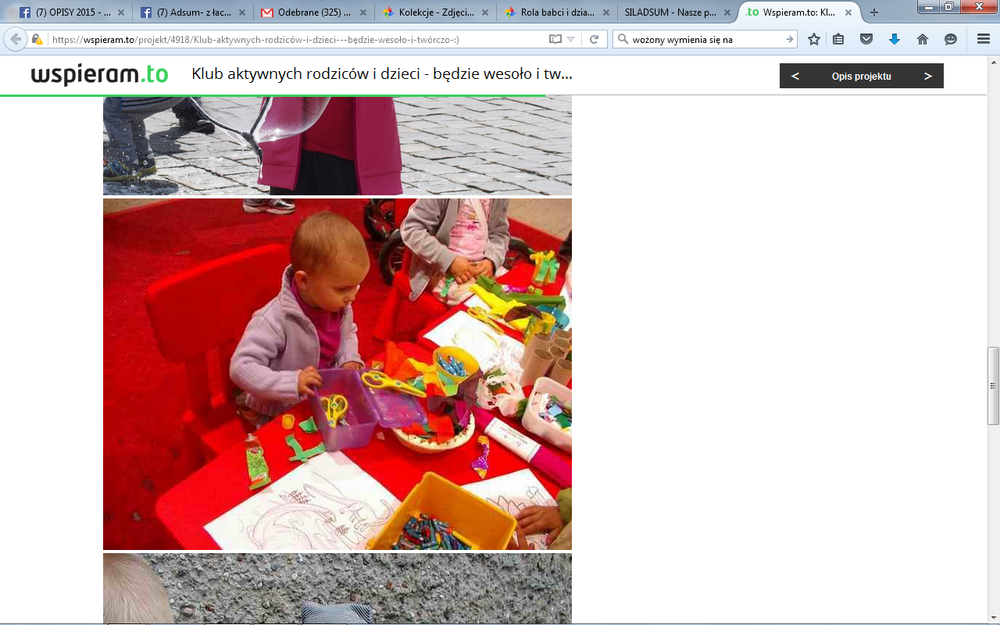 (7) OPISY 2015 - ...
(7) Adsum- z łac...
Odebrane (325) ...
Kolekcje - Zdjęci...
Rola babci i dzia...
SILADSUM - Nasze p...
.to Wspieram.to: Kl...
https://wspieram.to/projekt/4918/Klub-aktywnych-rodziców-i-dzieci---będzie-wesoło-i-twórczo-:)
wożony wymienia się na
wspieram.to
Klub aktywnych rodziców i dzieci - będzie wesoło i tw...
< Opis projektu >